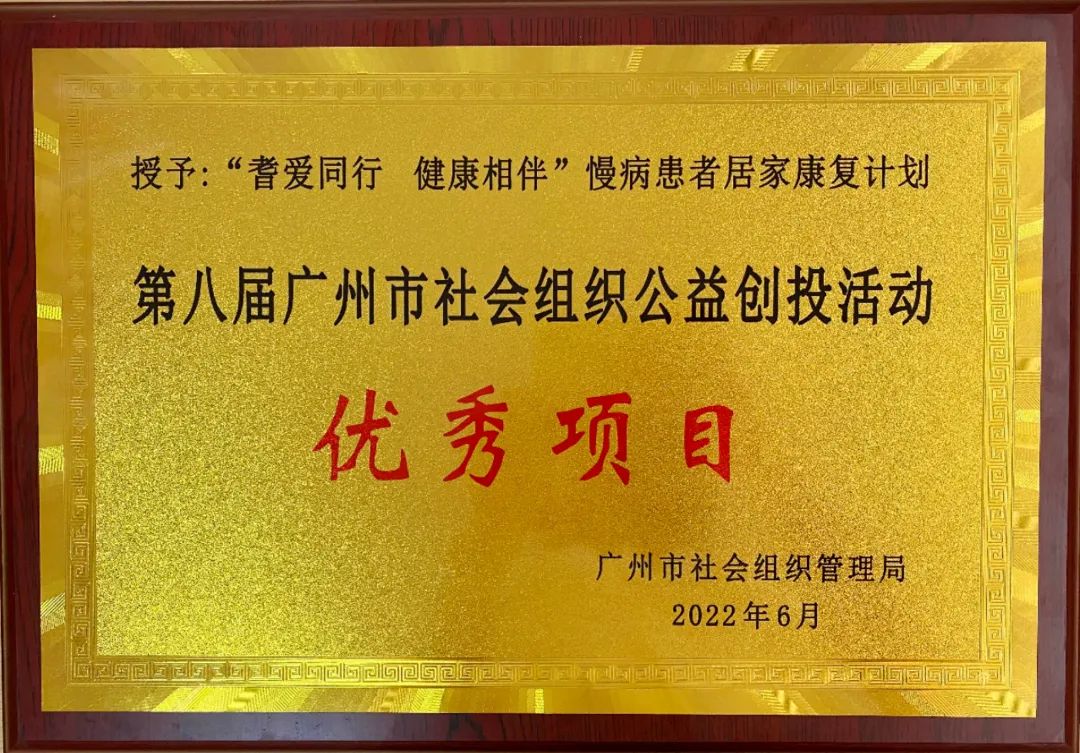 授予:“耆爱同行 健康相伴”慢病患者居家康复计划
第八届广州市社会组织公益创投活动
优秀项目
广州市社会组织管理局
2022年6月